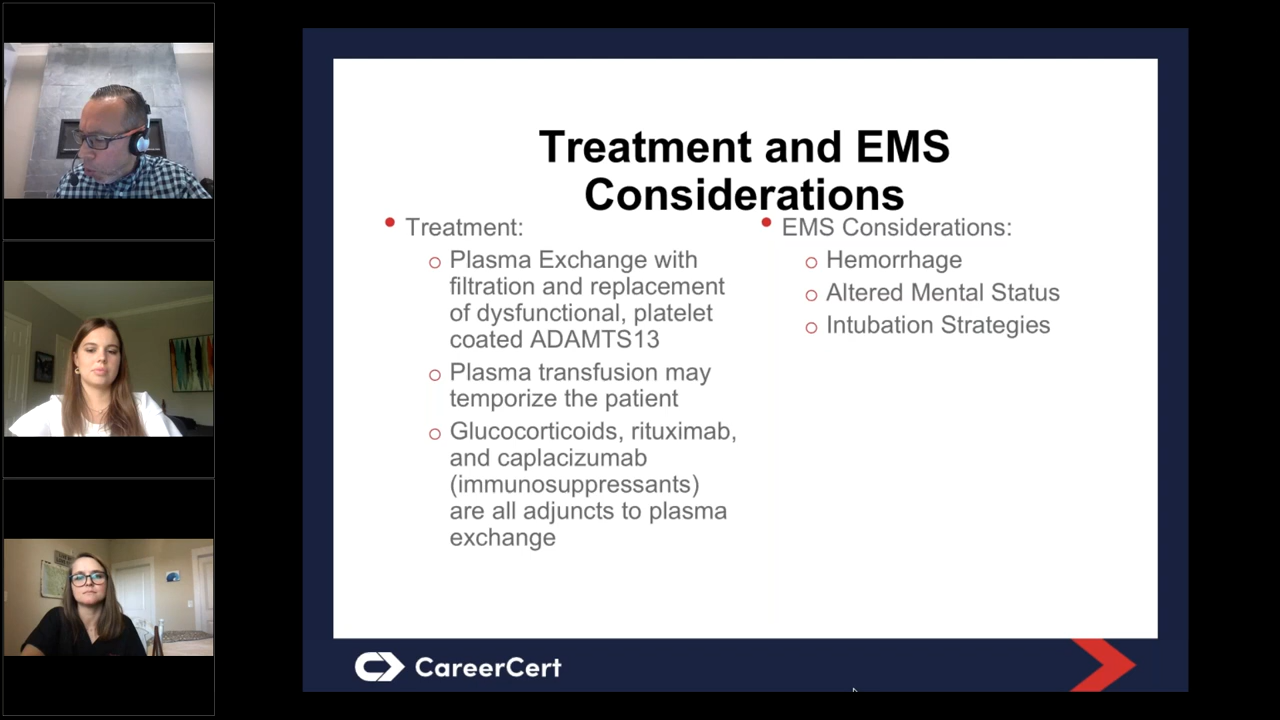 Treatment and EMS
Considerations
Treatment:
Plasma Exchange with
filtration and replacement
of dysfunctional, platelet
coated ADAMTS13
Plasma transfusion may
temporize the patient
Glucocorticoids, rituximab,
and caplacizumab
(immunosuppressants)
are all adjuncts to plasma
exchange
EMS Considerations:
Hemorrhage
Altered Mental Status
Intubation Strategies
CareerCert